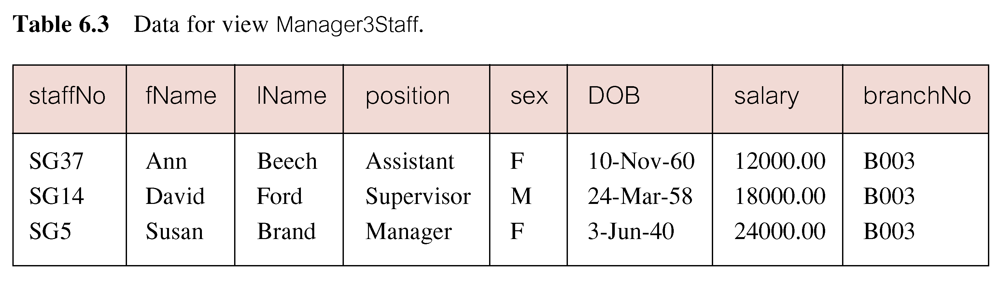 Table 6.3 Data for view Manager3Staff.
staffNo fName lName position sex DOB salary branchNo
SG37 Ann Beech Assistant F 10-Nov-60 12000.00 B003
SG14 David Ford Supervisor M 24-Mar-58 18000.00 B003
SG5 Susan Brand Manager F 3-Jun-40 24000.00 B003